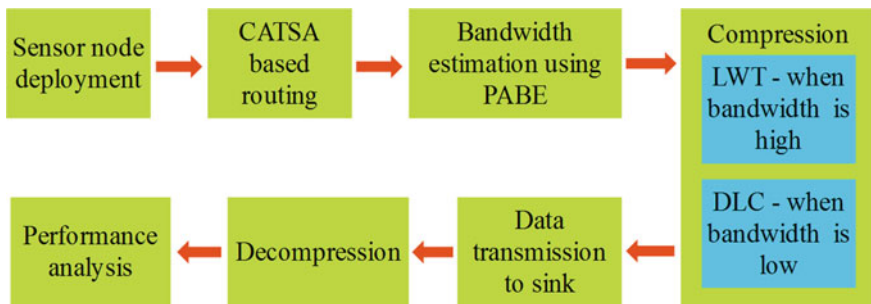 Sensor node
deployment
CATSA
based
routing
Bandwidth
estimation using
PABE
Compression
LWT - when
bandwidth is
high
DLC - when
bandwidth is
low
Data
transmission
to sink
Decompression
Performance
analysis